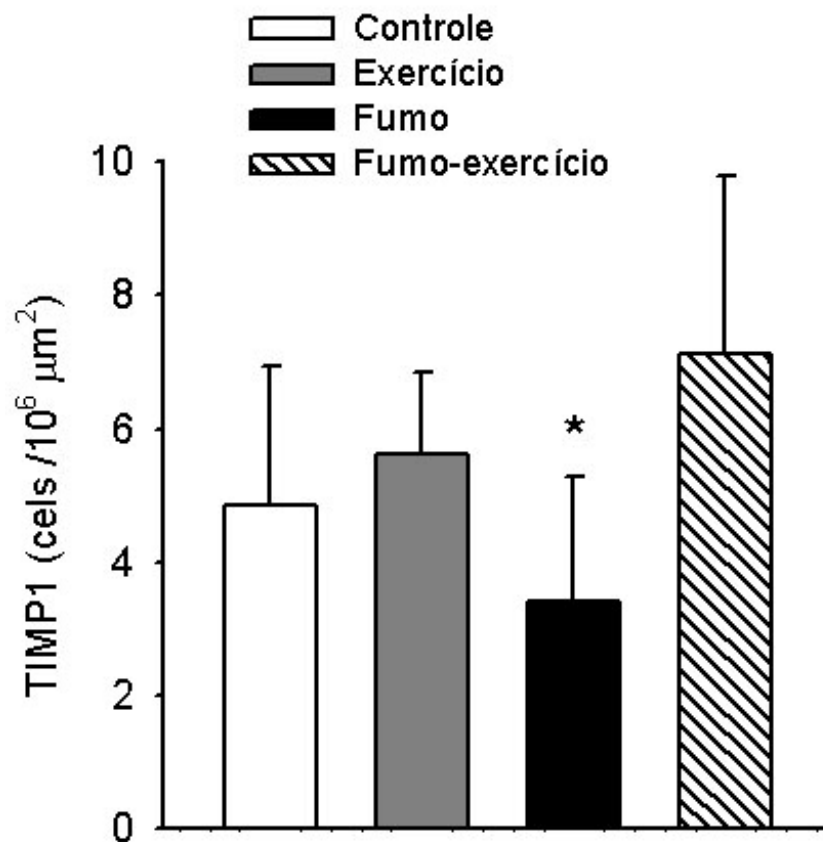 Controle
Exercício
Fumo
Fumo-exercício
10
8
6
4
2
0
TIMP1 (cels /10⁶ μm²)
*